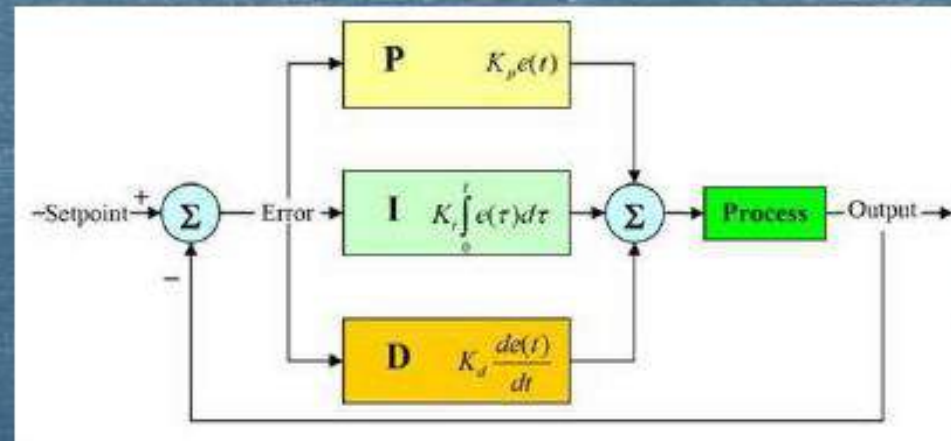 P K_p e(t)
Setpoint + Σ Error I K_i ∫_0^t e(τ)dτ Σ Process Output
−
D K_d de(t)/dt